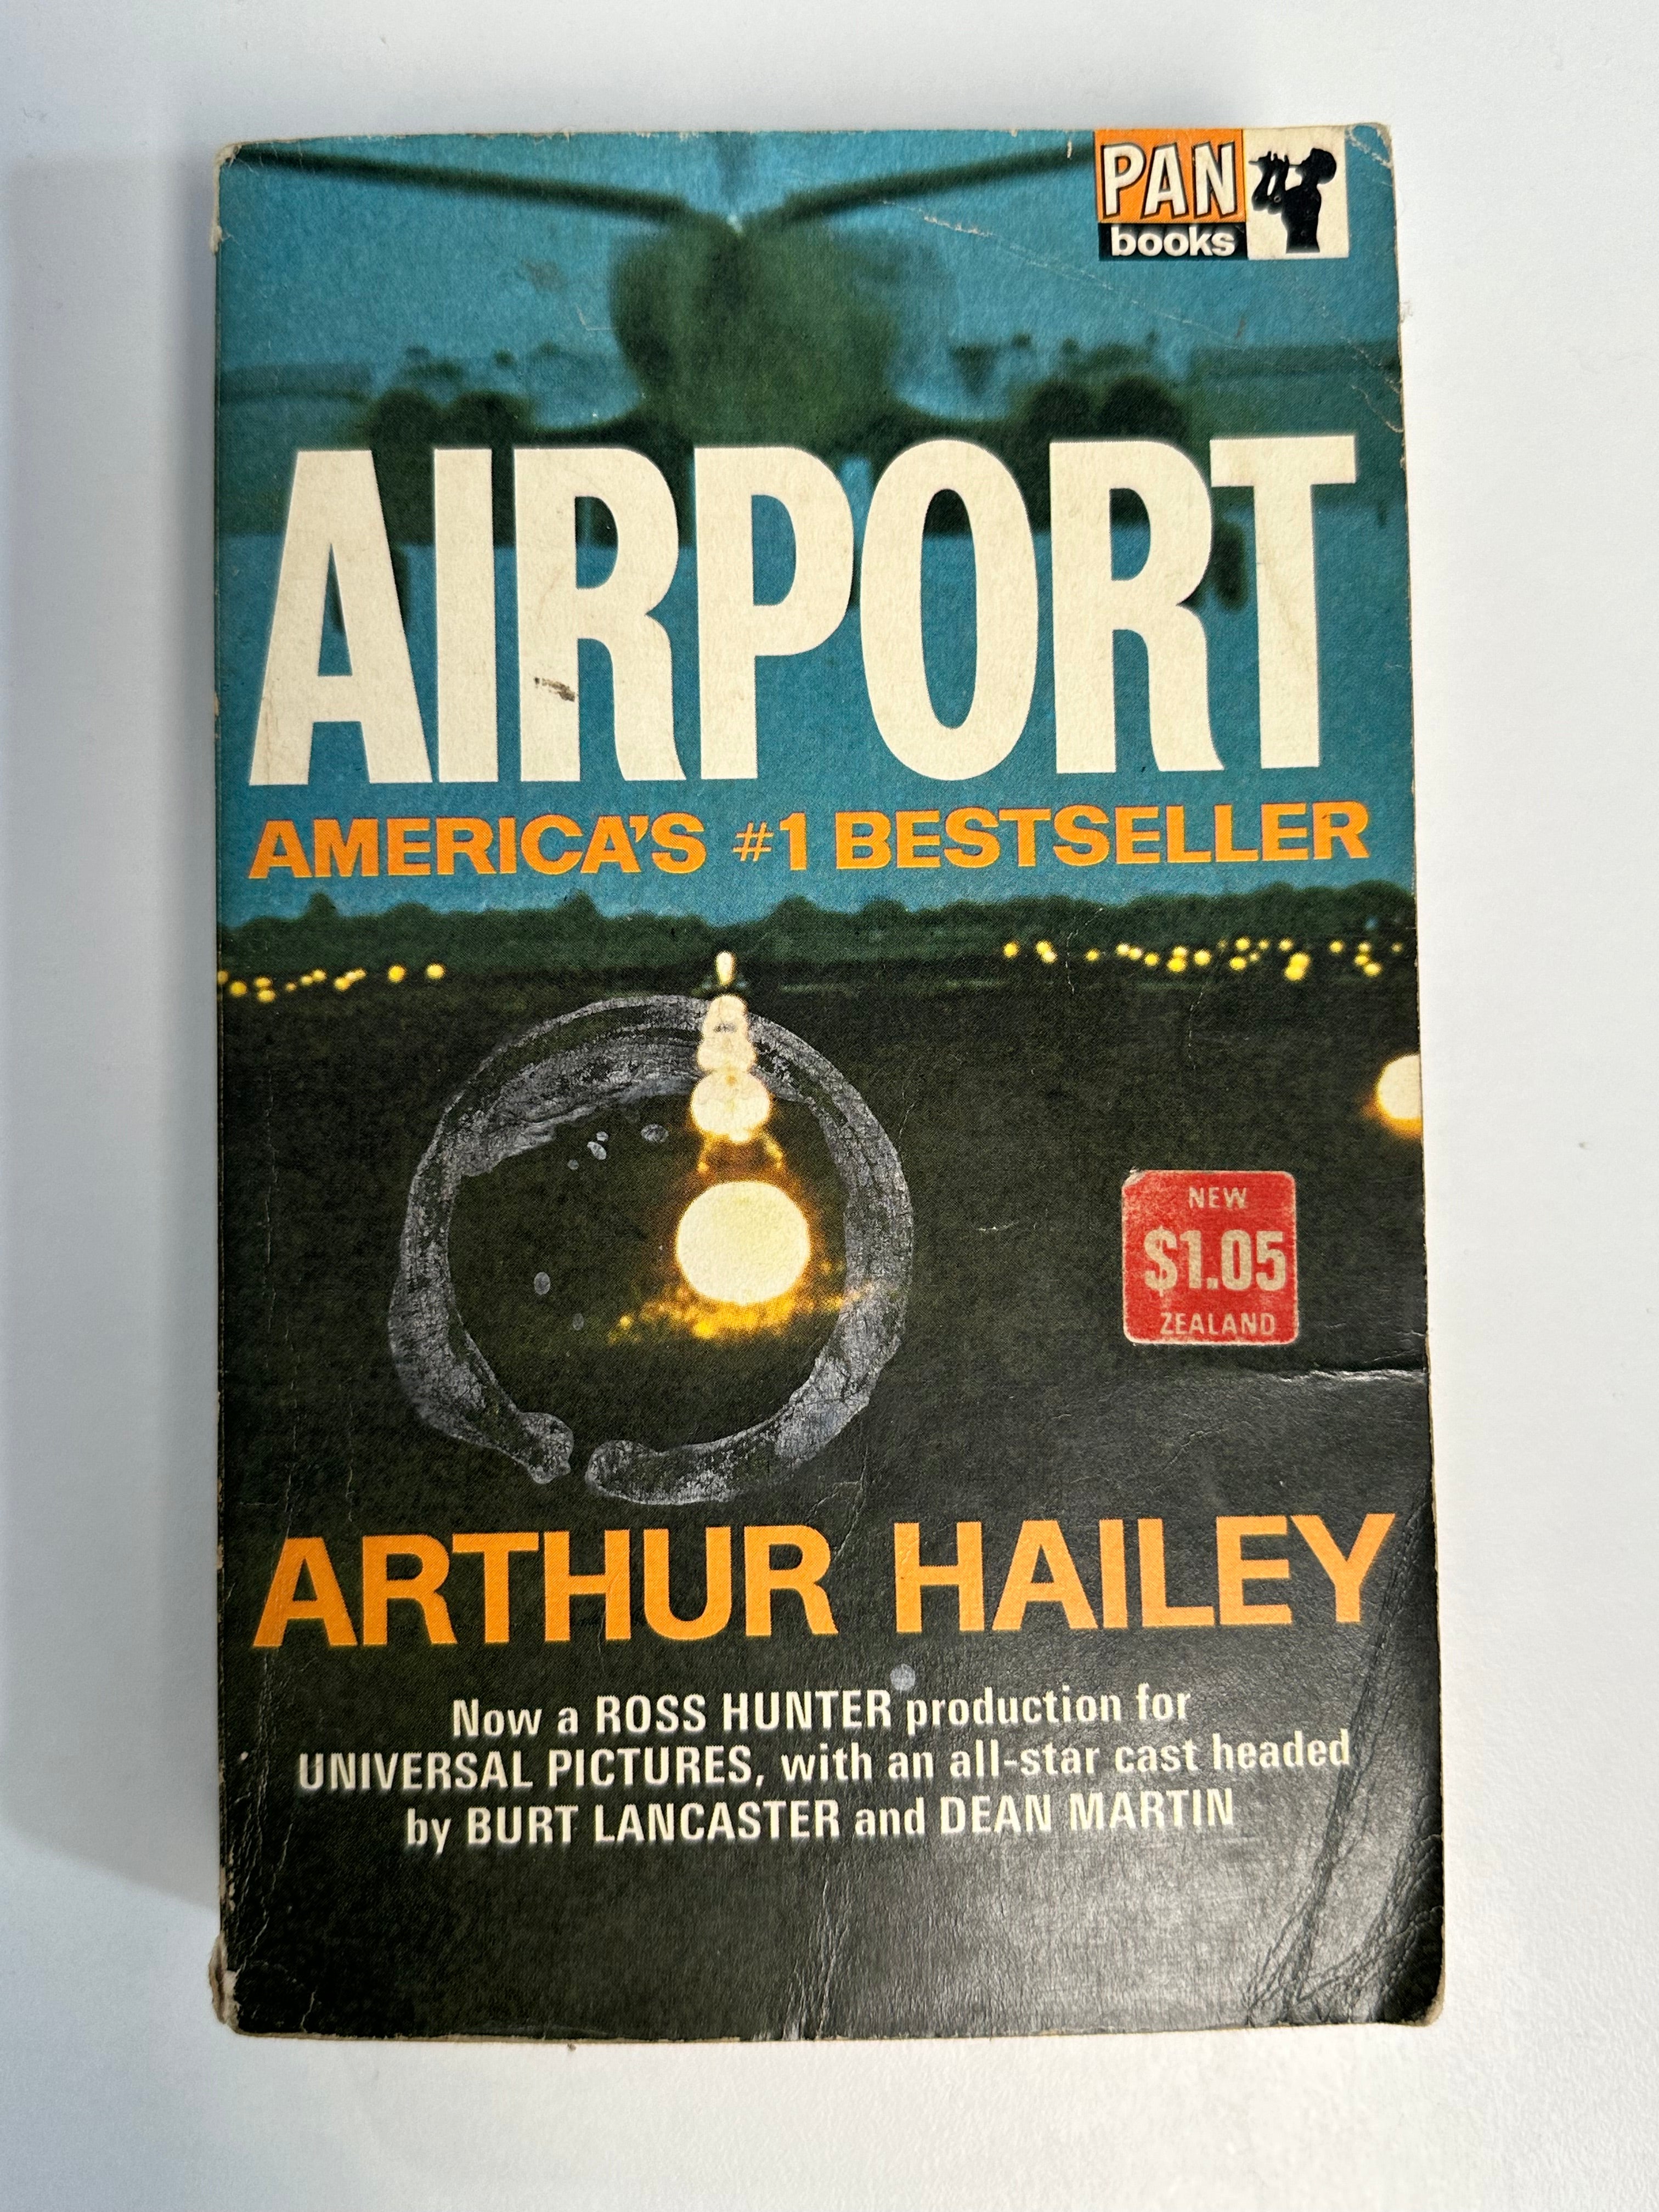 PAN
books
AIRPORT
AMERICA'S #1 BESTSELLER
NEW
$1.05
ZEALAND
ARTHUR HAILEY
Now a ROSS HUNTER production for
UNIVERSAL PICTURES, with an all-star cast headed
by BURT LANCASTER and DEAN MARTIN